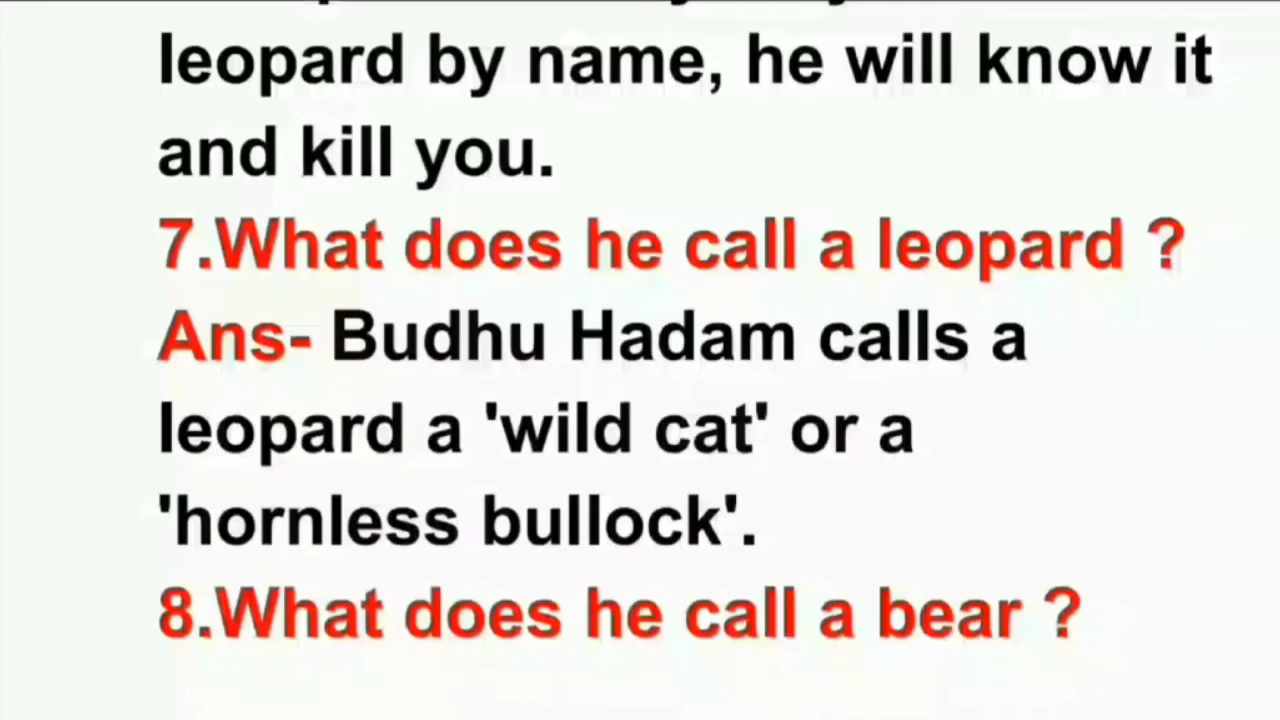 leopard by name, he will know it
and kill you.
7.What does he call a leopard ?
Ans- Budhu Hadam calls a
leopard a 'wild cat' or a
'hornless bullock'.
8.What does he call a bear ?